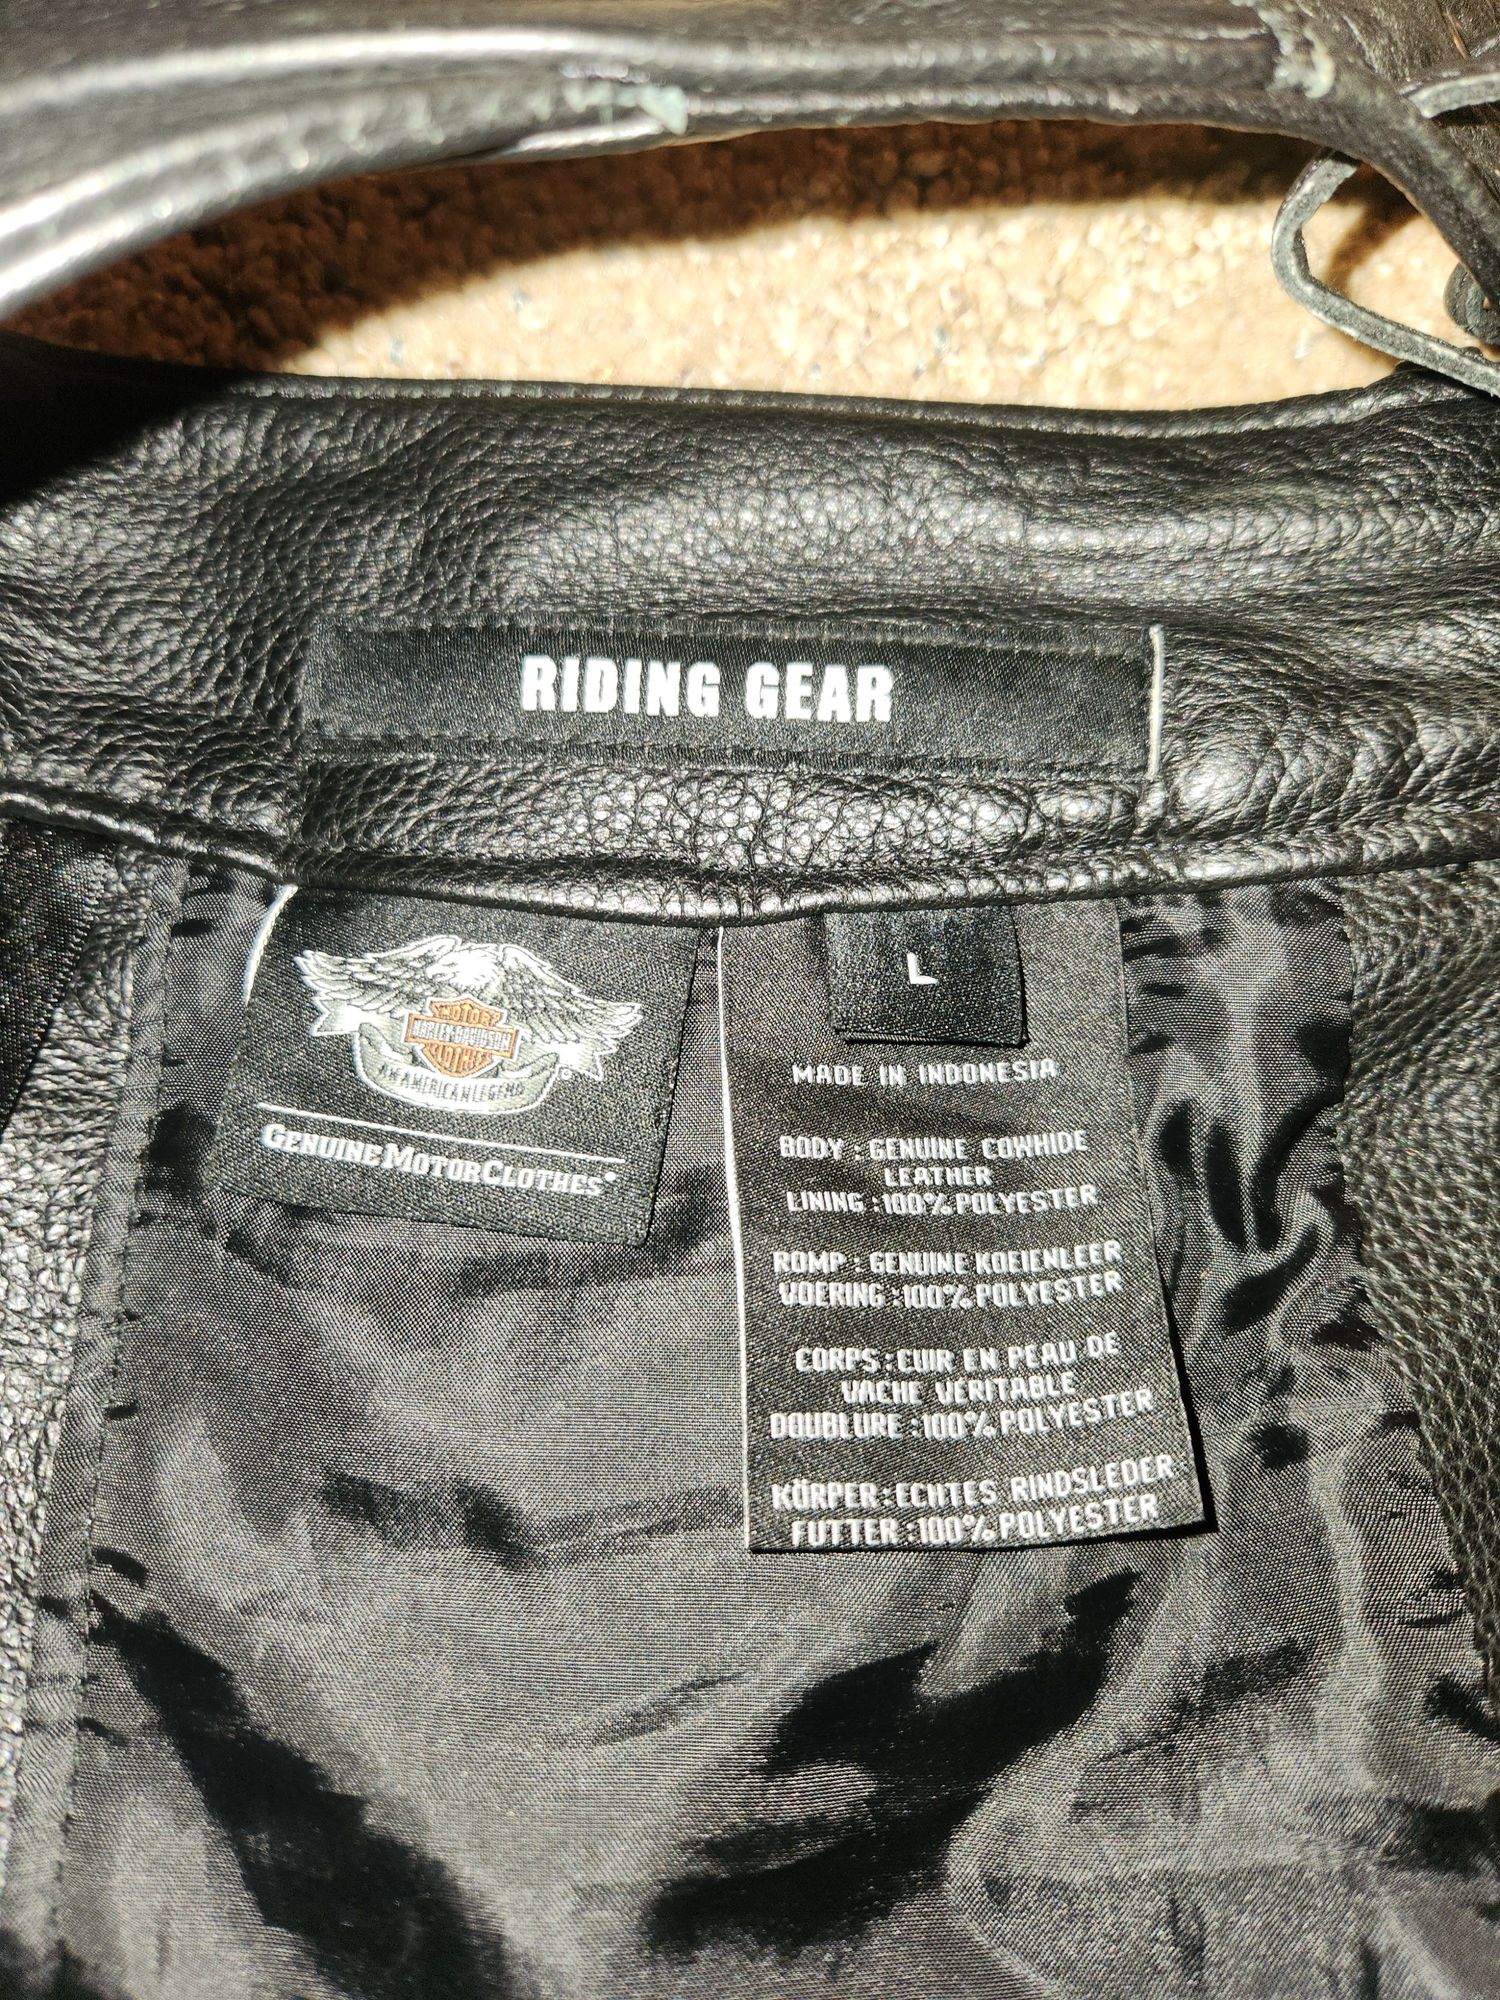 RIDING GEAR
MOTOR
HARLEY-DAVIDSON
CLOTHES
AN AMERICAN LEGEND
GENUINE MOTORCLOTHES®
L
MADE IN INDONESIA
BODY : GENUINE COWHIDE
LEATHER
LINING : 100% POLYESTER
ROMP : GENUINE KOEIENLEER
VOERING : 100% POLYESTER
CORPS : CUIR EN PEAU DE
VACHE VERITABLE
DOUBLURE : 100% POLYESTER
KÖRPER : ECHTES RINDSLEDER
FUTTER : 100% POLYESTER